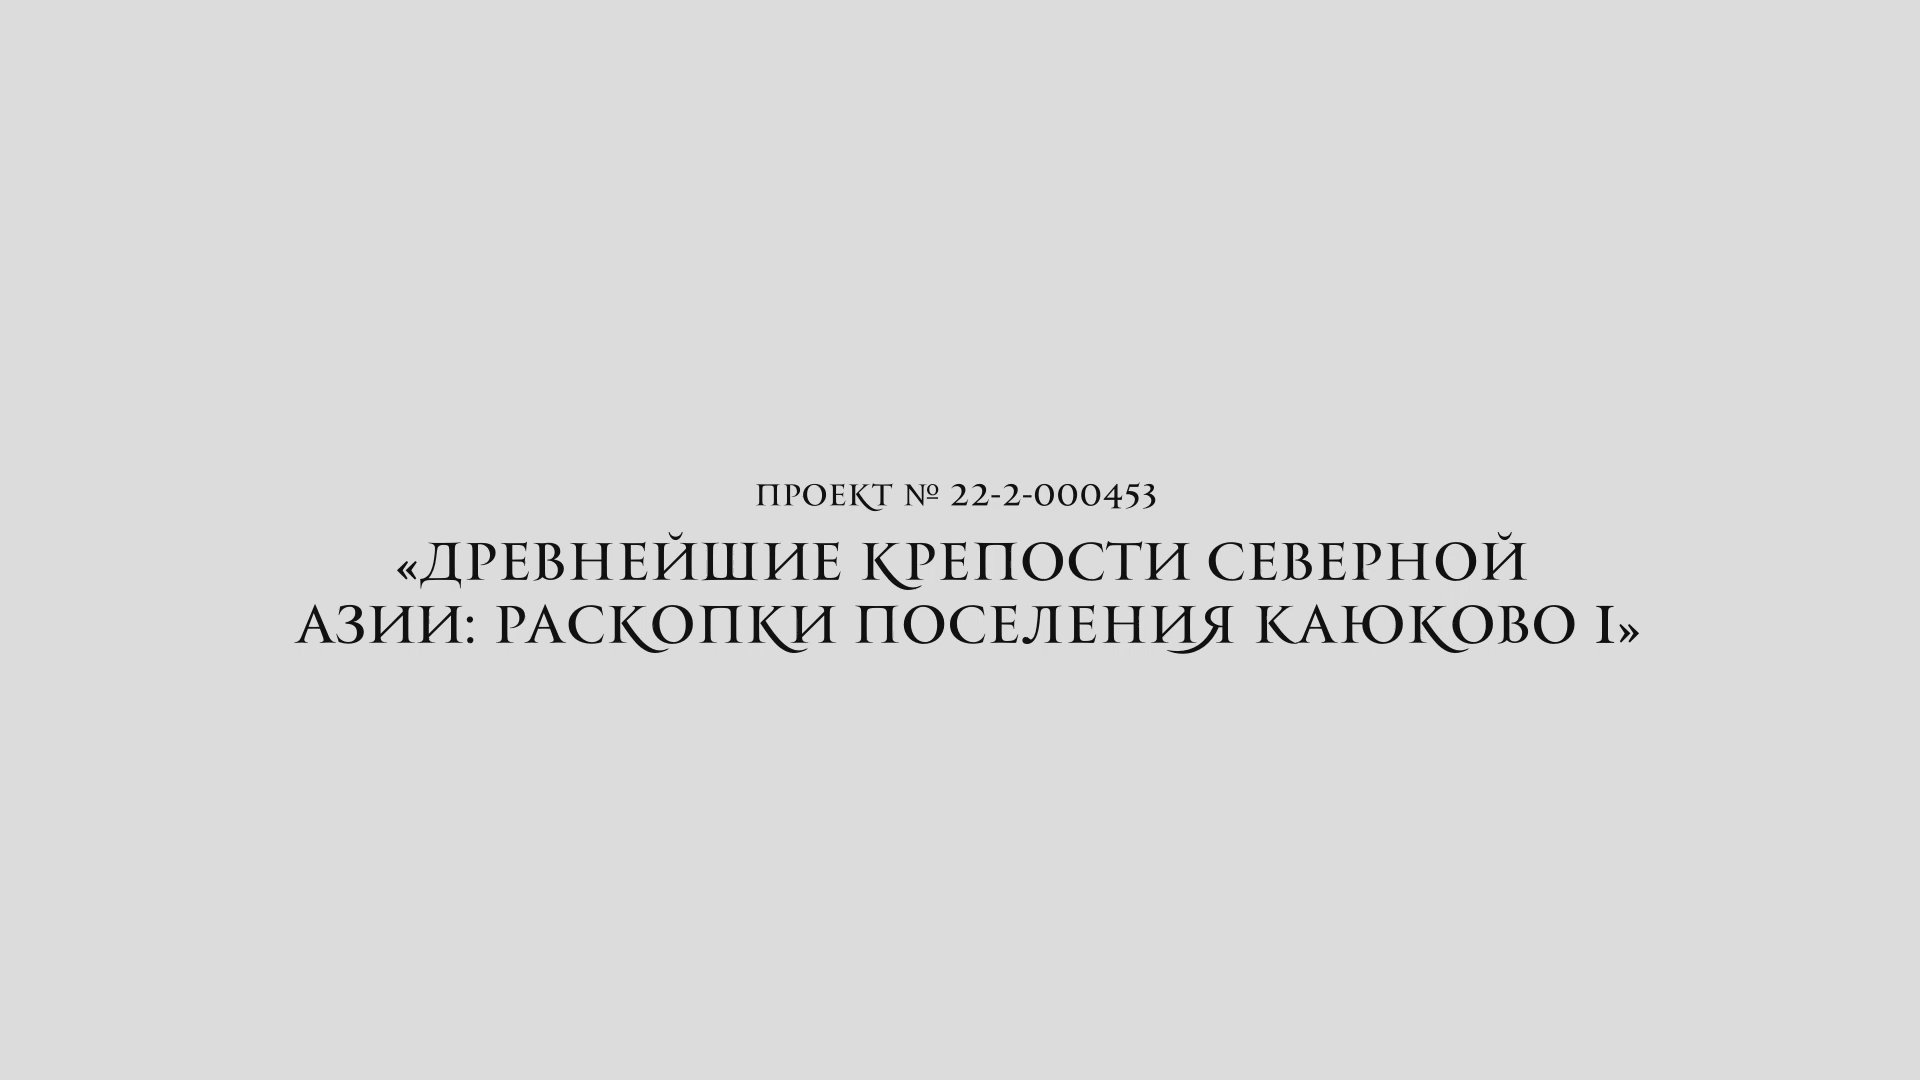 ПРОЕКТ № 22-2-000453
«ДРЕВНЕЙШИЕ КРЕПОСТИ СЕВЕРНОЙ
АЗИИ: РАСКОПКИ ПОСЕЛЕНИЯ КАЮКОВО I»